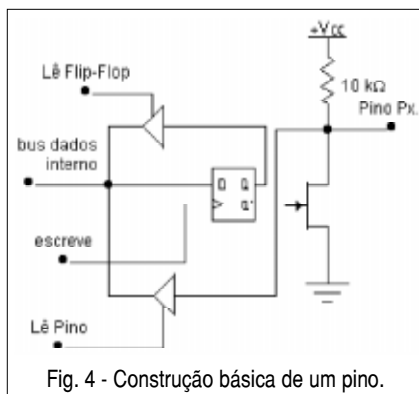 +Vcc
Lê Flip-Flop
10 kΩ
Pino Px.
bus dados
interno
D Q
Q'
escreve
Lê Pino
Fig. 4 - Construção básica de um pino.